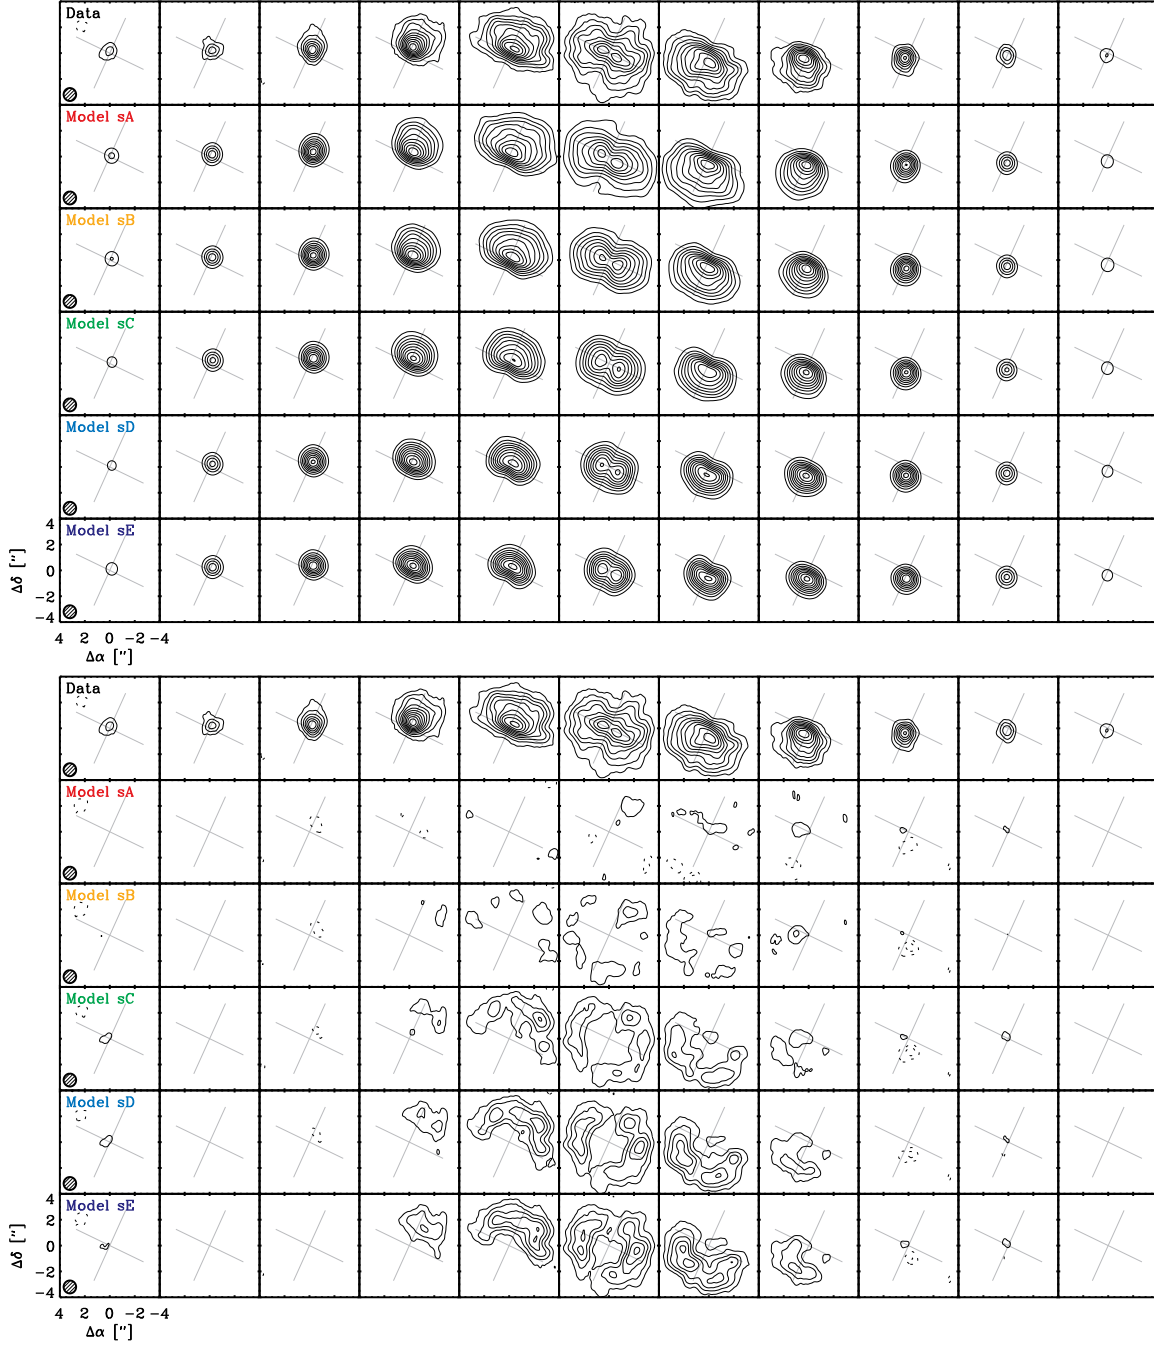 Data
Model sA
Model sB
Model sC
Model sD
Model sE
4
2
0
−2
−4
Δδ ["]
4 2 0 −2 −4
Δα ["]
Data
Model sA
Model sB
Model sC
Model sD
Model sE
4
2
0
−2
−4
Δδ ["]
4 2 0 −2 −4
Δα ["]